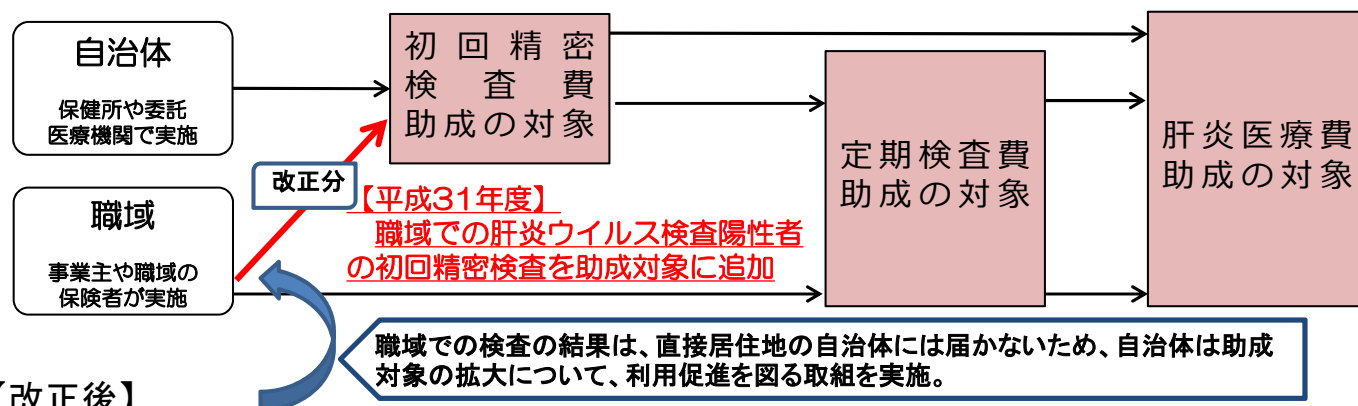 自治体
保健所や委託
医療機関で実施
初回精密
検査費
助成の対象
定期検査費
助成の対象
肝炎医療費
助成の対象
改正分
職域
事業主や職域の
保険者が実施
【平成31年度】
職域での肝炎ウイルス検査陽性者
の初回精密検査を助成対象に追加
職域での検査の結果は、直接居住地の自治体には届かないため、自治体は助成
対象の拡大について、利用促進を図る取組を実施。
【改正後】